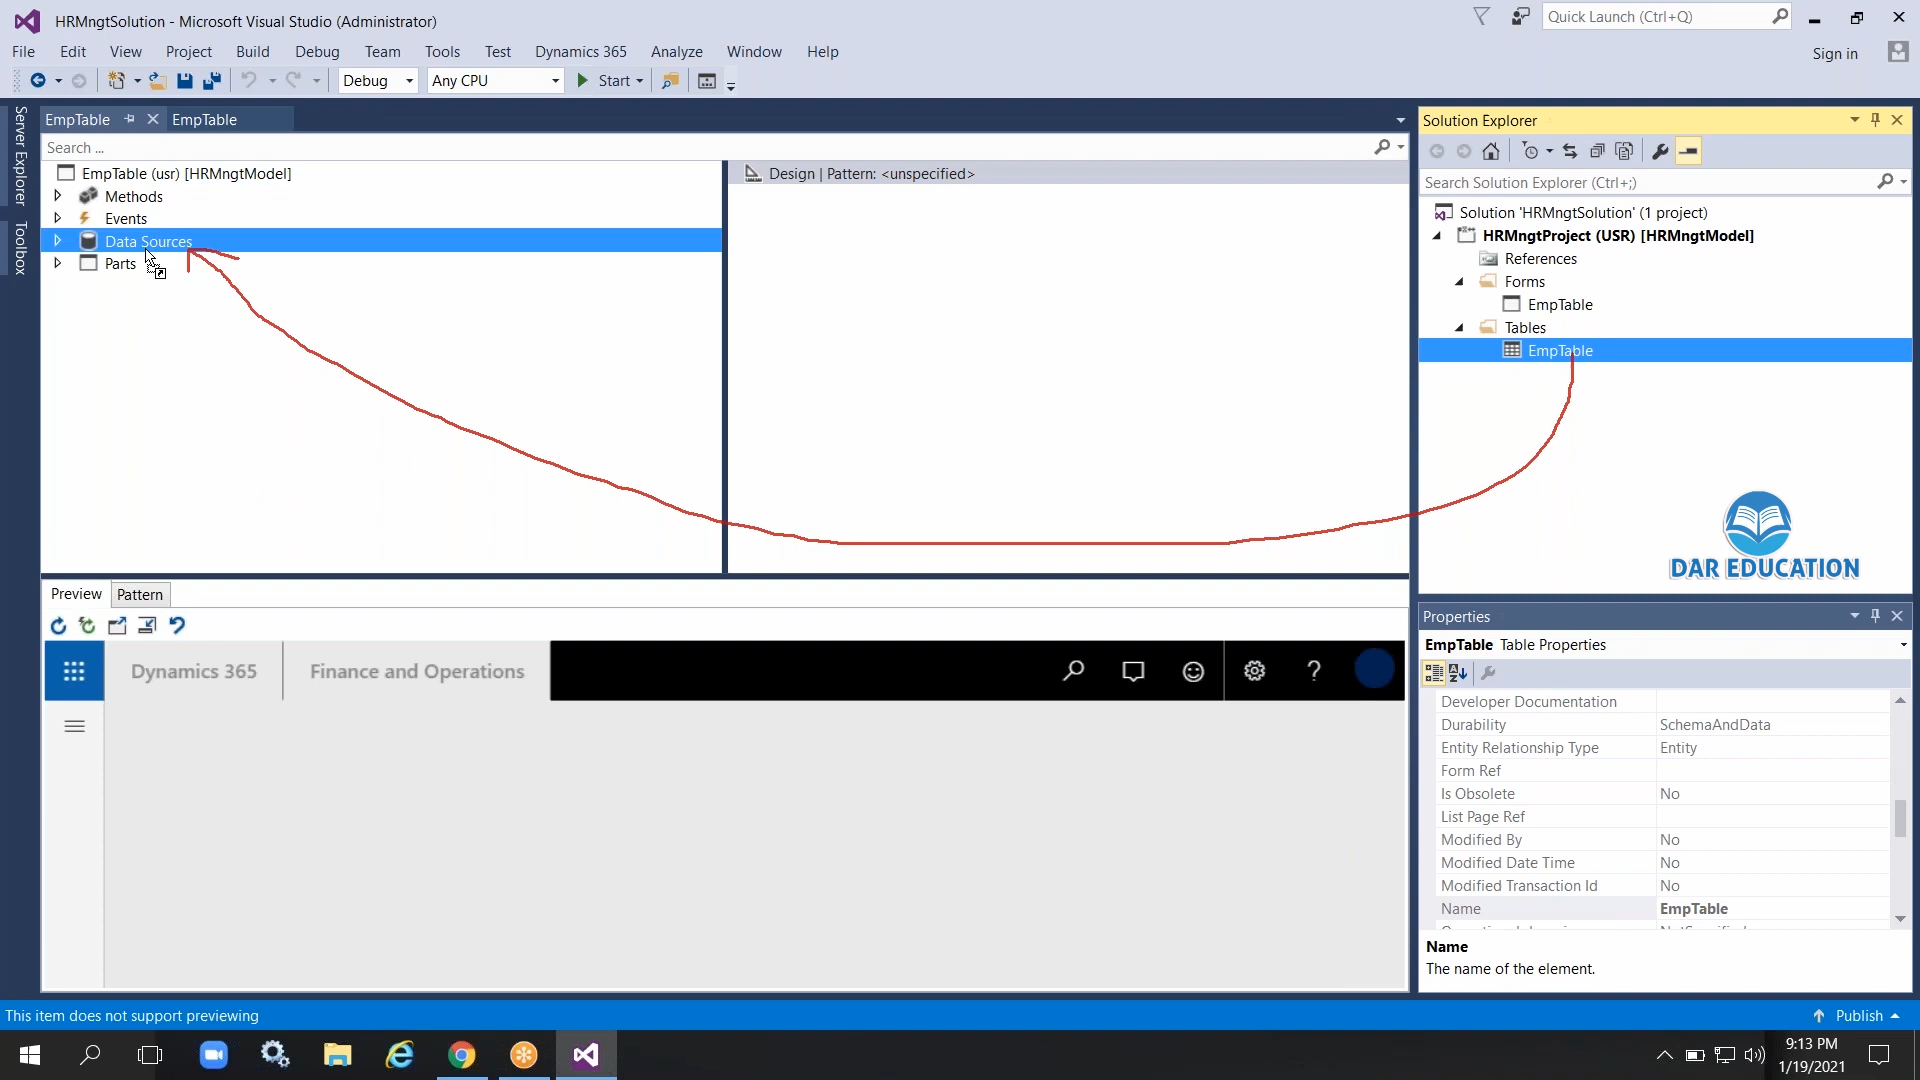 HRMngtSolution - Microsoft Visual Studio (Administrator)
Quick Launch (Ctrl+Q)
File Edit View Project Build Debug Team Tools Test Dynamics 365 Analyze Window Help
Sign in
Debug Any CPU Start
Server Explorer
Toolbox
EmpTable EmpTable
Search ...
EmpTable (usr) [HRMngtModel]
Methods
Events
Data Sources
Parts
Design | Pattern: <unspecified>
Solution Explorer
Search Solution Explorer (Ctrl+;)
Solution 'HRMngtSolution' (1 project)
HRMngtProject (USR) [HRMngtModel]
References
Forms
EmpTable
Tables
EmpTable
DAR EDUCATION
Preview Pattern
Dynamics 365 Finance and Operations
Properties
EmpTable Table Properties
Developer Documentation
Durability SchemaAndData
Entity Relationship Type Entity
Form Ref
Is Obsolete No
List Page Ref
Modified By No
Modified Date Time No
Modified Transaction Id No
Name EmpTable
Name
The name of the element.
This item does not support previewing
Publish
9:13 PM
1/19/2021